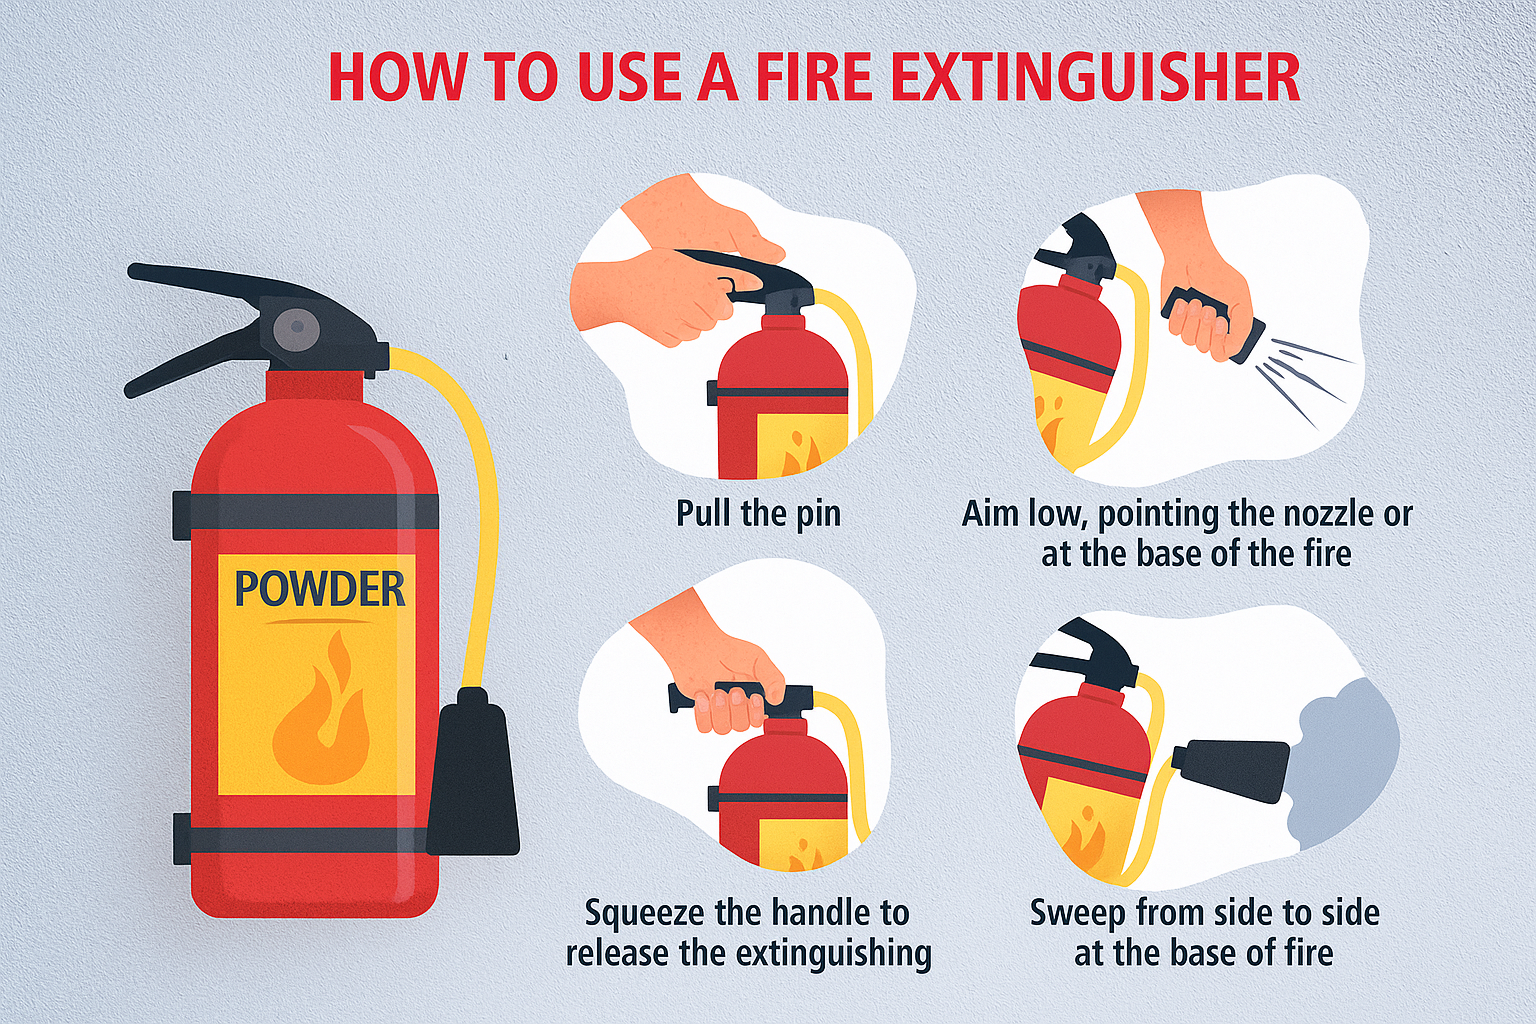 HOW TO USE A FIRE EXTINGUISHER
POWDER
Pull the pin
Aim low, pointing the nozzle or
at the base of the fire
Squeeze the handle to
release the extinguishing
Sweep from side to side
at the base of fire